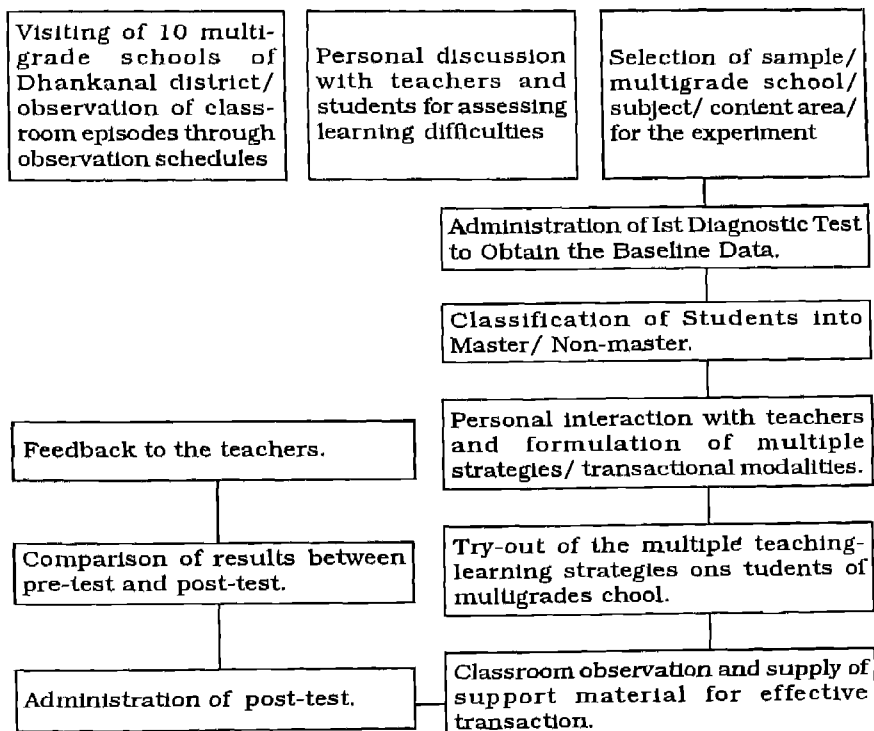 Visiting of 10 multi-
grade schools of
Dhankanal district/
observation of class-
room episodes through
observation schedules
Personal discussion
with teachers and
students for assessing
learning difficulties
Selection of sample/
multigrade school/
subject/ content area/
for the experiment
Administration of Ist Diagnostic Test
to Obtain the Baseline Data.
Classification of Students into
Master/ Non-master.
Personal interaction with teachers
and formulation of multiple
strategies/ transactional modalities.
Try-out of the multiple teaching-
learning strategies ons tudents of
multigrades chool.
Classroom observation and supply of
support material for effective
transaction.
Administration of post-test.
Comparison of results between
pre-test and post-test.
Feedback to the teachers.